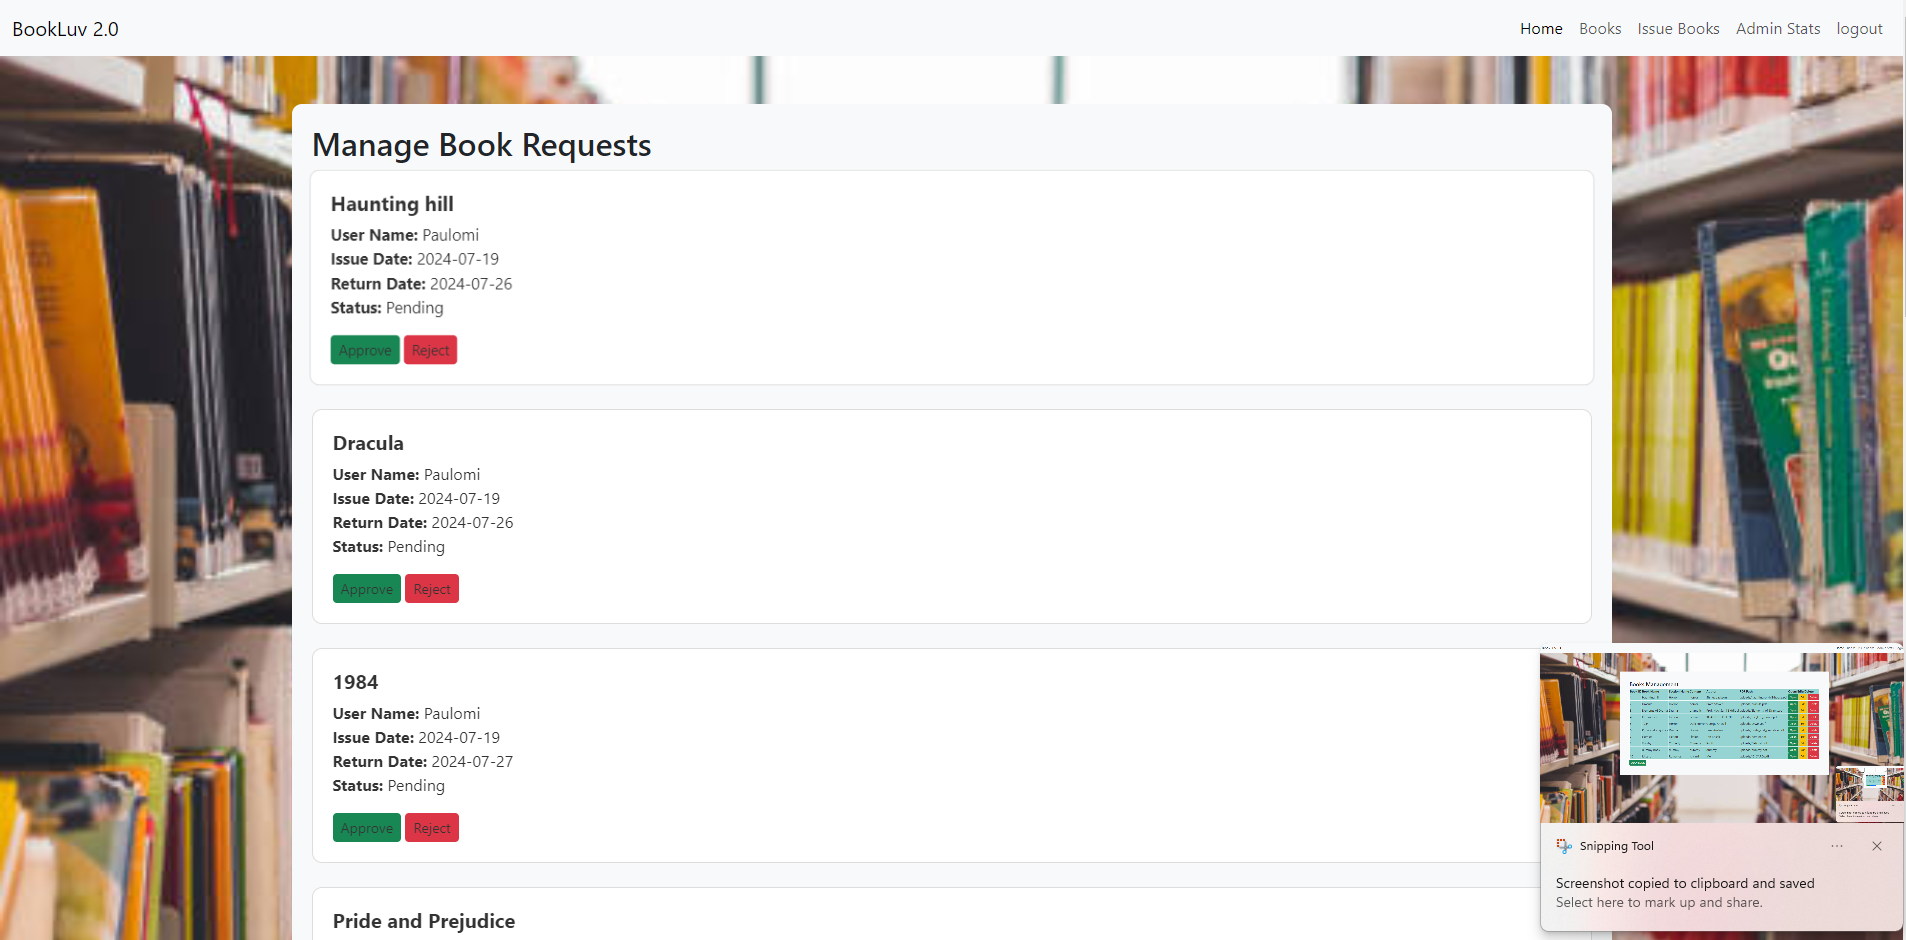 BookLuv 2.0
Home Books Issue Books Admin Stats logout
Manage Book Requests
Haunting hill
User Name: Paulomi
Issue Date: 2024-07-19
Return Date: 2024-07-26
Status: Pending
Approve Reject
Dracula
User Name: Paulomi
Issue Date: 2024-07-19
Return Date: 2024-07-26
Status: Pending
Approve Reject
1984
User Name: Paulomi
Issue Date: 2024-07-19
Return Date: 2024-07-27
Status: Pending
Approve Reject
Pride and Prejudice
Books Management
Snipping Tool
Screenshot copied to clipboard and saved
Select here to mark up and share.